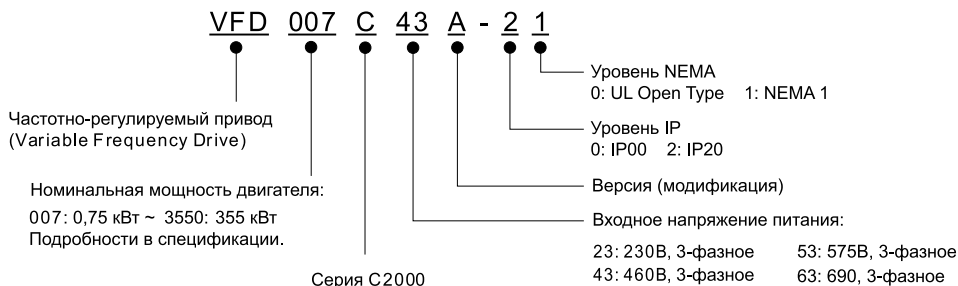 VFD 007 C 43 A - 2 1
Уровень NEMA
0: UL Open Type 1: NEMA 1
Частотно-регулируемый привод
(Variable Frequency Drive)
Уровень IP
0: IP00 2: IP20
Номинальная мощность двигателя:
007: 0,75 кВт ~ 3550: 355 кВт
Подробности в спецификации.
Версия (модификация)
Входное напряжение питания:
23: 230В, 3-фазное 53: 575В, 3-фазное
43: 460В, 3-фазное 63: 690, 3-фазное
Серия C2000